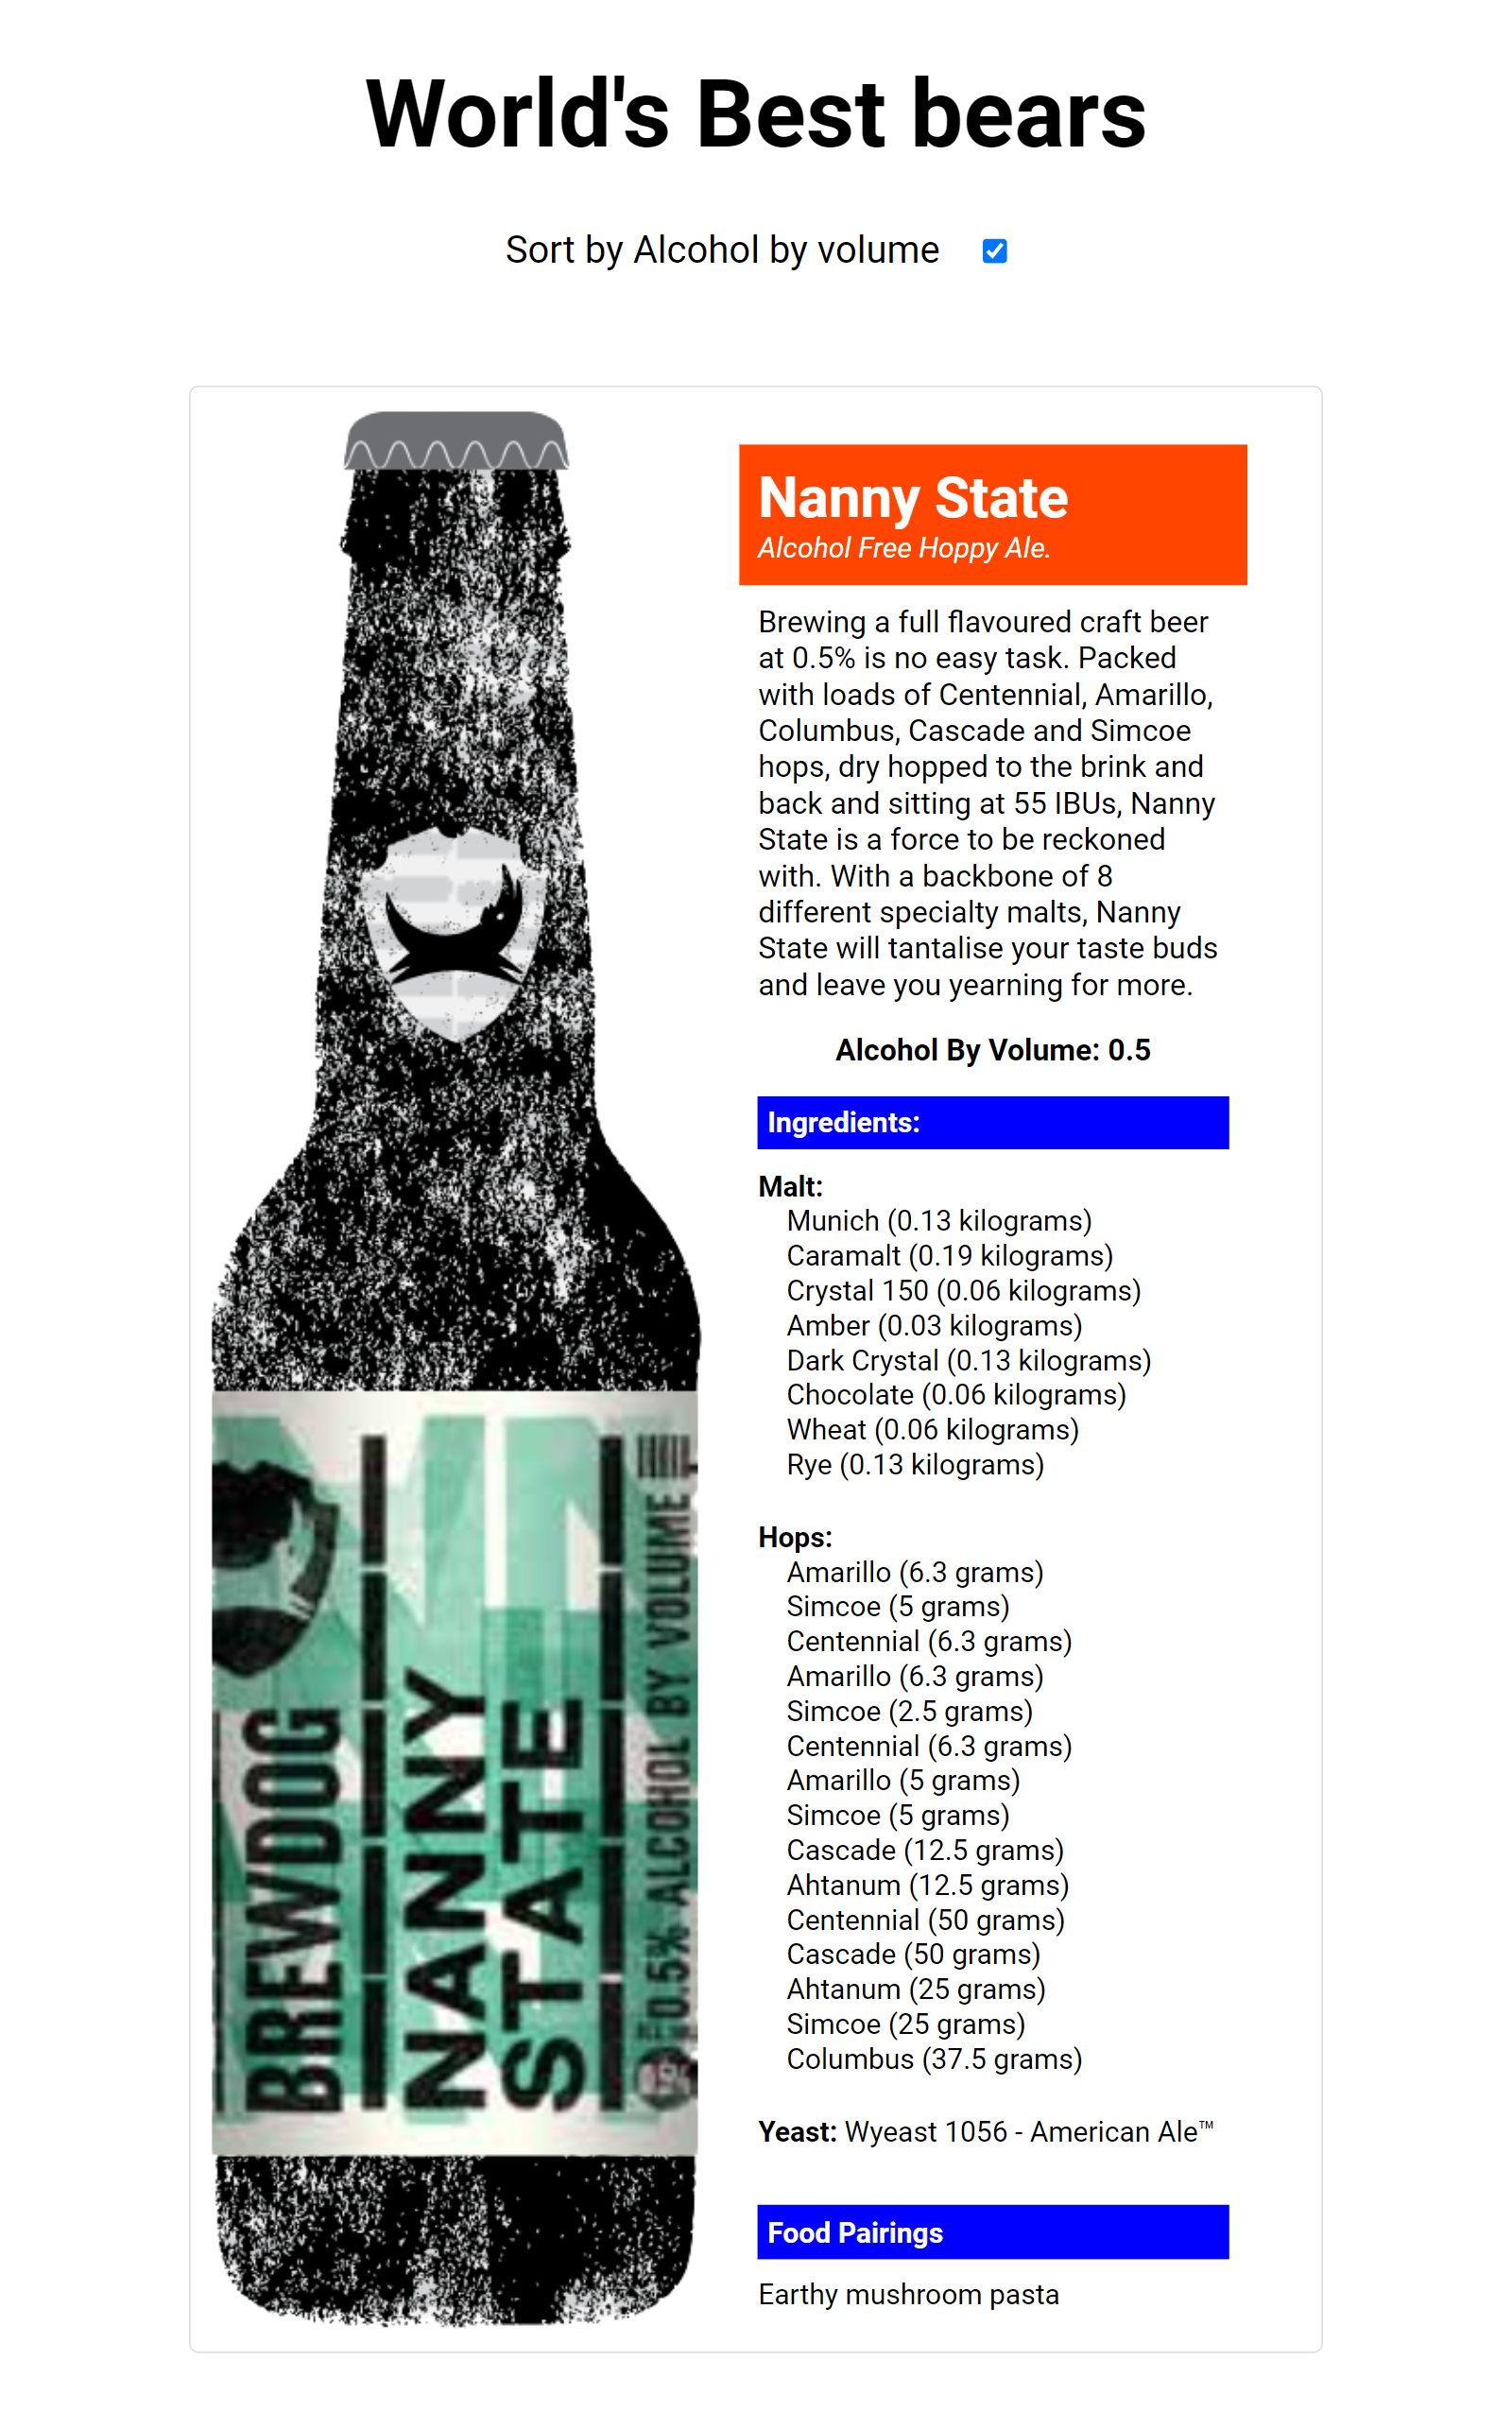 World's Best bears
Sort by Alcohol by volume
Nanny State
Alcohol Free Hoppy Ale.
Brewing a full flavoured craft beer
at 0.5% is no easy task. Packed
with loads of Centennial, Amarillo,
Columbus, Cascade and Simcoe
hops, dry hopped to the brink and
back and sitting at 55 IBUs, Nanny
State is a force to be reckoned
with. With a backbone of 8
different specialty malts, Nanny
State will tantalise your taste buds
and leave you yearning for more.
Alcohol By Volume: 0.5
Ingredients:
Malt:
Munich (0.13 kilograms)
Caramalt (0.19 kilograms)
Crystal 150 (0.06 kilograms)
Amber (0.03 kilograms)
Dark Crystal (0.13 kilograms)
Chocolate (0.06 kilograms)
Wheat (0.06 kilograms)
Rye (0.13 kilograms)
Hops:
Amarillo (6.3 grams)
Simcoe (5 grams)
Centennial (6.3 grams)
Amarillo (6.3 grams)
Simcoe (2.5 grams)
Centennial (6.3 grams)
Amarillo (5 grams)
Simcoe (5 grams)
Cascade (12.5 grams)
Ahtanum (12.5 grams)
Centennial (50 grams)
Cascade (50 grams)
Ahtanum (25 grams)
Simcoe (25 grams)
Columbus (37.5 grams)
Yeast: Wyeast 1056 - American Ale™
Food Pairings
Earthy mushroom pasta
BREWDOG
NANNY
STATE
0.5% ALCOHOL BY VOLUME